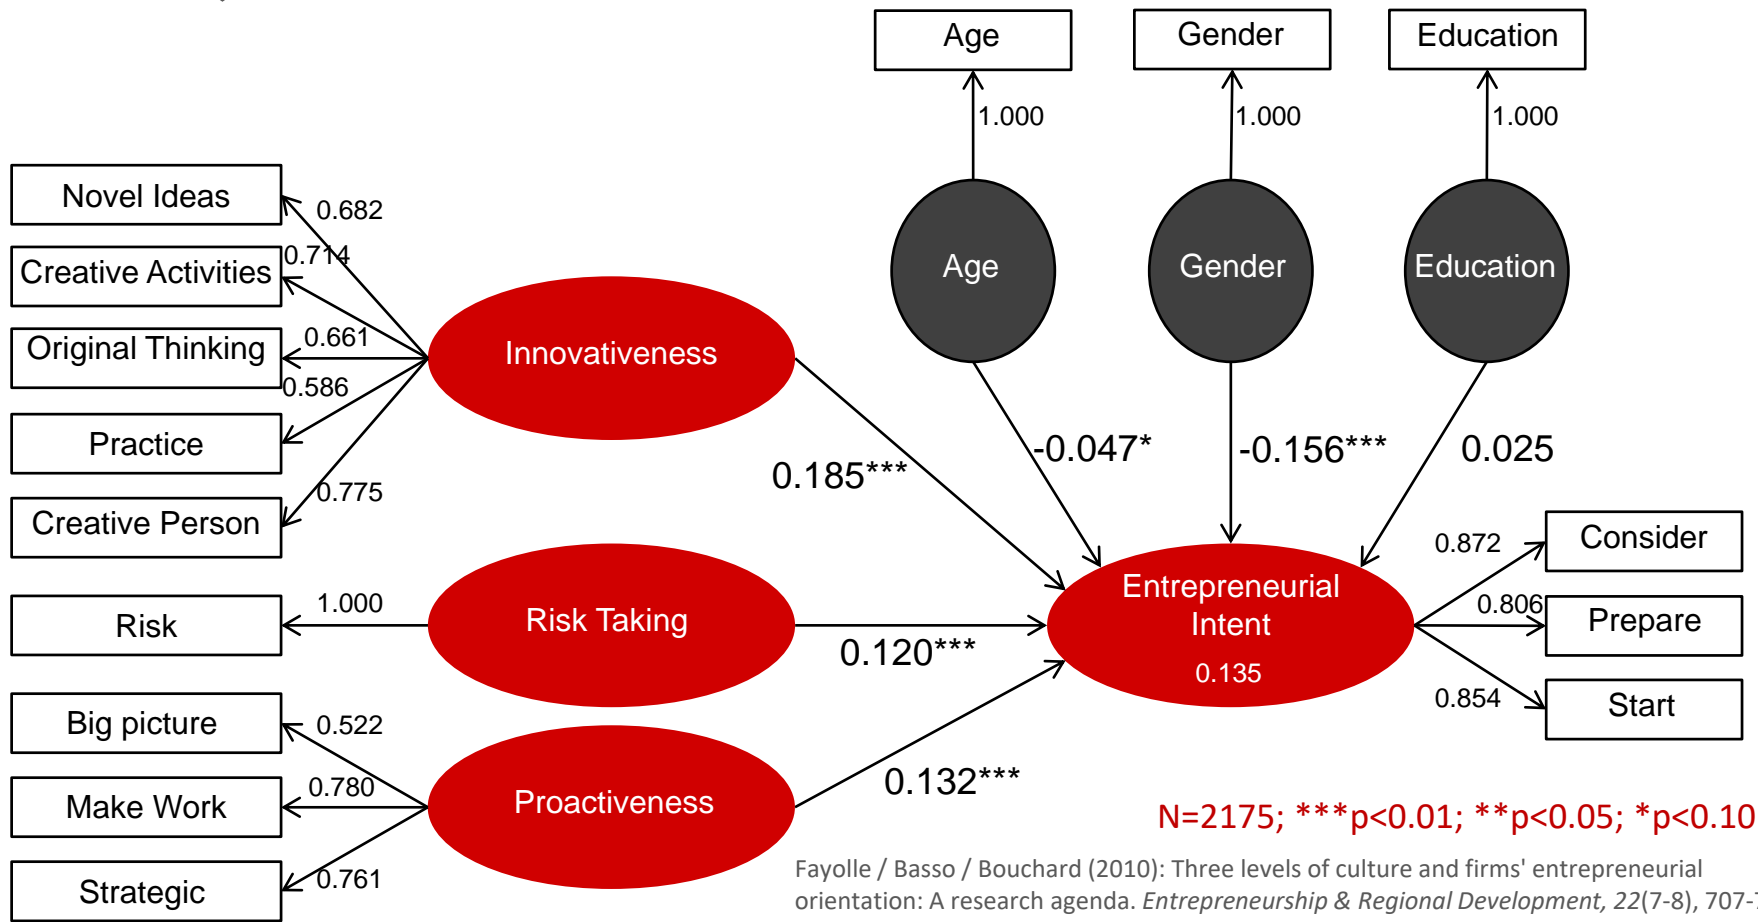 Age
Gender
Education
1.000
1.000
1.000
Novel Ideas
0.682
Creative Activities
0.714
Original Thinking
0.661
Practice
0.586
Creative Person
0.775
Innovativeness
Age
Gender
Education
0.185***
-0.047*
-0.156***
0.025
Risk
1.000
Risk Taking
0.120***
Entrepreneurial
Intent
0.135
0.872
Consider
0.806
Prepare
0.854
Start
Big picture
0.522
Make Work
0.780
Strategic
0.761
Proactiveness
0.132***
N=2175; ***p<0.01; **p<0.05; *p<0.10
Fayolle / Basso / Bouchard (2010): Three levels of culture and firms' entrepreneurial
orientation: A research agenda. Entrepreneurship & Regional Development, 22(7-8), 707-